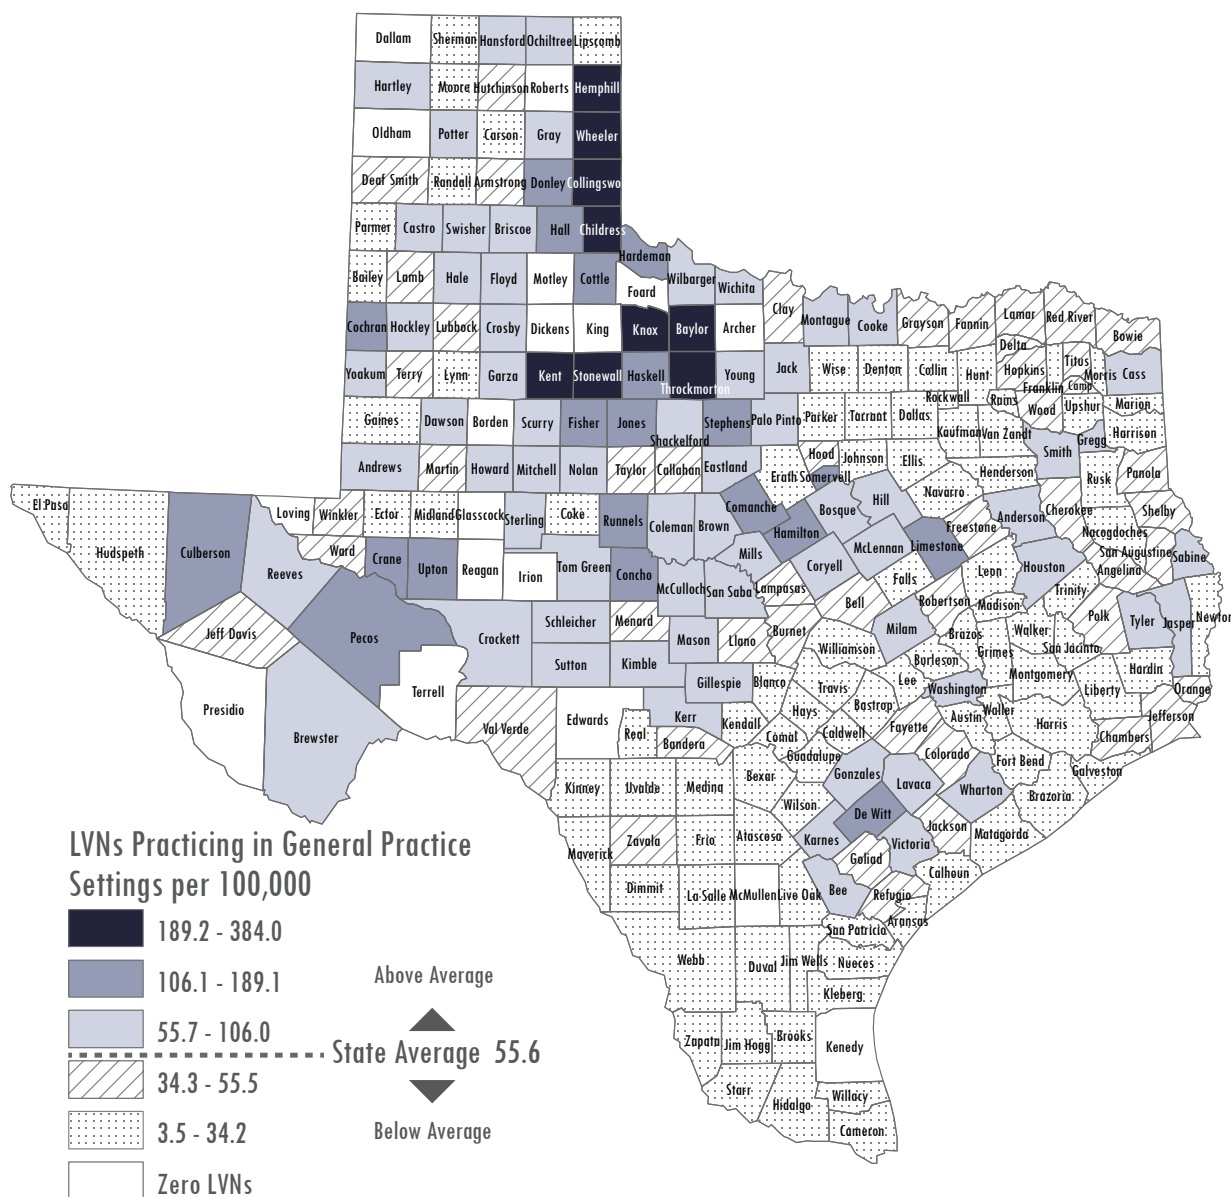 Dallam Sherman Hansford Ochiltree Lipscomb
Hartley Moore Hutchinson Roberts Hemphill
Oldham Potter Carson Gray Wheeler
Deaf Smith Randall Armstrong Donley Collingswo
Parmer Castro Swisher Briscoe Hall Childress
Hardeman
Bailey Lamb Hale Floyd Motley Cottle Foard Wilbarger Wichita
Clay Montague Cooke Grayson Fannin Lamar Red River Bowie
Cochran Hockley Lubbock Crosby Dickens King Knox Baylor Archer
Delta Titus Morris Cass
Yoakum Terry Lynn Garza Kent Stonewall Haskell Throckmorton Young Jack Wise Denton Collin Hunt Hopkins Franklin Camp
Rockwall Rains Wood Upshur Marion
Gaines Dawson Borden Scurry Fisher Jones Shackelford Stephens Palo Pinto Parker Tarrant Dallas Kaufman Van Zandt Gregg Harrison
Andrews Martin Howard Mitchell Nolan Taylor Callahan Eastland Hood Johnson Ellis Smith
Erath Somervell Henderson Rusk Panola
El Paso Loving Winkler Ector Midland Glasscock Sterling Coke Runnels Coleman Brown Comanche Bosque Hill Navarro Anderson Cherokee Shelby
Hudspeth Culberson Reeves Ward Crane Upton Reagan Irion Tom Green Concho Mills Hamilton McLennan Limestone Freestone Nacogdoches
San Augustine Sabine
McCulloch San Saba Lampasas Coryell Falls Leon Houston Angelina
Jeff Davis Pecos Crockett Schleicher Menard Mason Llano Burnet Bell Milam Robertson Madison Trinity Polk Tyler Jasper Newton
Brazos Walker San Jacinto
Sutton Kimble Gillespie Blanco Williamson Burleson Grimes Montgomery Hardin
Presidio Brewster Terrell Val Verde Edwards Kerr Kendall Travis Lee Washington Liberty Orange
Real Bandera Hays Bastrop Austin Waller Harris Jefferson
Comal Caldwell Fayette Chambers
Guadalupe Colorado Fort Bend Galveston
Kinney Uvalde Medina Bexar Gonzales Lavaca Wharton Brazoria
Wilson De Witt
Maverick Zavala Frio Atascosa Karnes Victoria Jackson Matagorda
Goliad Calhoun
Dimmit La Salle McMullen Live Oak Bee Refugio
San Patricio Aransas
Webb Duval Jim Wells Nueces
Kleberg
Zapata Jim Hogg Brooks Kenedy
Starr Hidalgo Willacy
Cameron
LVNs Practicing in General Practice
Settings per 100,000
189.2 - 384.0
106.1 - 189.1
Above Average
55.7 - 106.0
State Average 55.6
34.3 - 55.5
3.5 - 34.2
Below Average
Zero LVNs